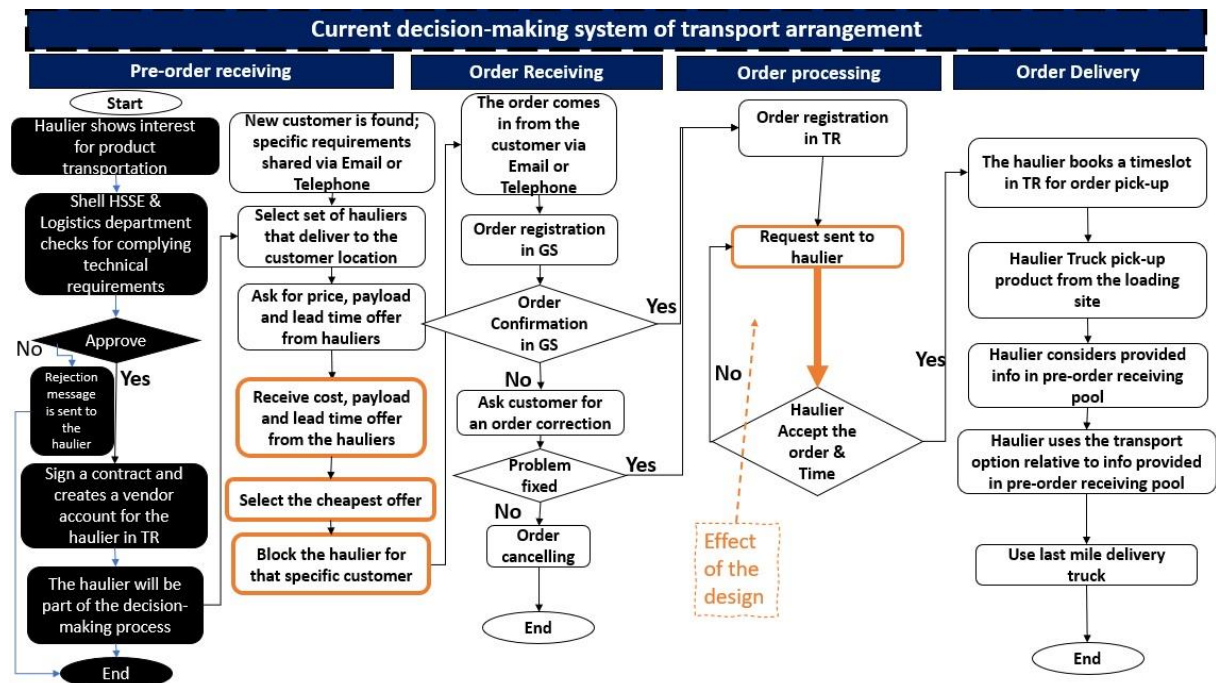 Current decision-making system of transport arrangement
Pre-order receiving
Order Receiving
Order processing
Order Delivery
Start
Haulier shows interest
for product
transportation
Shell HSSE &
Logistics department
checks for complying
technical
requirements
Approve
No
Yes
Rejection
message
is sent to
the
haulier
Sign a contract and
creates a vendor
account for the
haulier in TR
The haulier will be
part of the decision-
making process
End
New customer is found;
specific requirements
shared via Email or
Telephone
Select set of hauliers
that deliver to the
customer location
Ask for price, payload
and lead time offer
from hauliers
Receive cost, payload
and lead time offer
from the hauliers
Select the cheapest offer
Block the haulier for
that specific customer
The order comes
in from the
customer via
Email or
Telephone
Order registration
in GS
Order
Confirmation
in GS
Yes
No
Ask customer for
an order correction
Problem
fixed
Yes
No
Order
cancelling
End
Order registration
in TR
Request sent to
haulier
No
Haulier
Accept the
order &
Time
Yes
Effect
of the
design
The haulier books a timeslot
in TR for order pick-up
Haulier Truck pick-up
product from the loading
site
Haulier considers provided
info in pre-order receiving
pool
Haulier uses the transport
option relative to info provided
in pre-order receiving pool
Use last mile delivery
truck
End